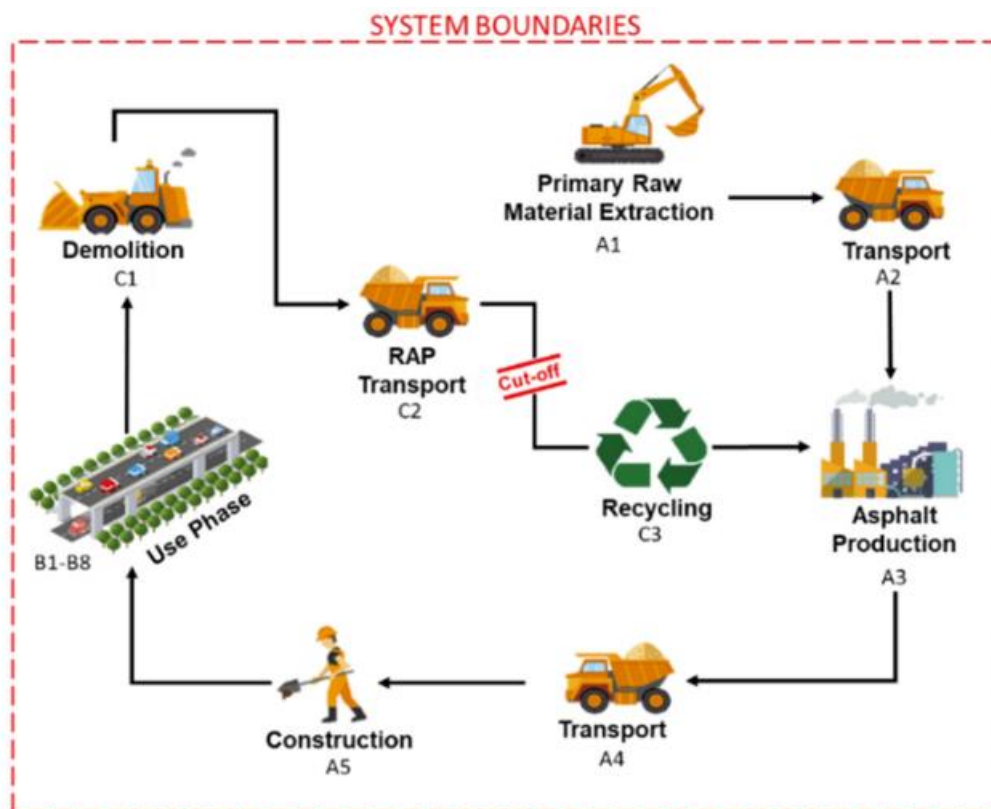 SYSTEM BOUNDARIES
Primary Raw
Material Extraction
A1
Transport
A2
Demolition
C1
RAP
Transport
C2
Cut-off
Recycling
C3
Asphalt
Production
A3
Use Phase
B1-B8
Construction
A5
Transport
A4